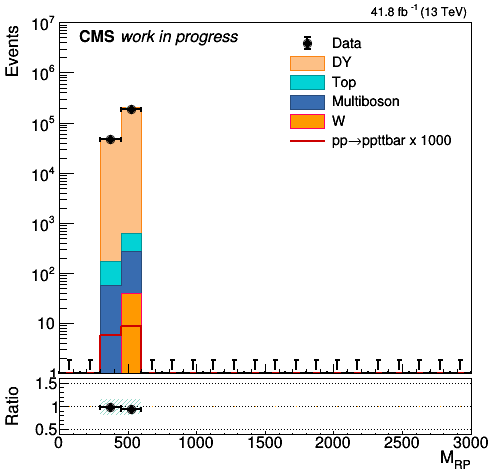 41.8 fb⁻¹ (13 TeV)
Events
10⁷
10⁶
10⁵
10⁴
10³
10²
10
1
CMS work in progress
Data
DY
Top
Multiboson
W
pp→ppttbar x 1000
Ratio
1.5
1
0.5
0 500 1000 1500 2000 2500 3000
M_RP